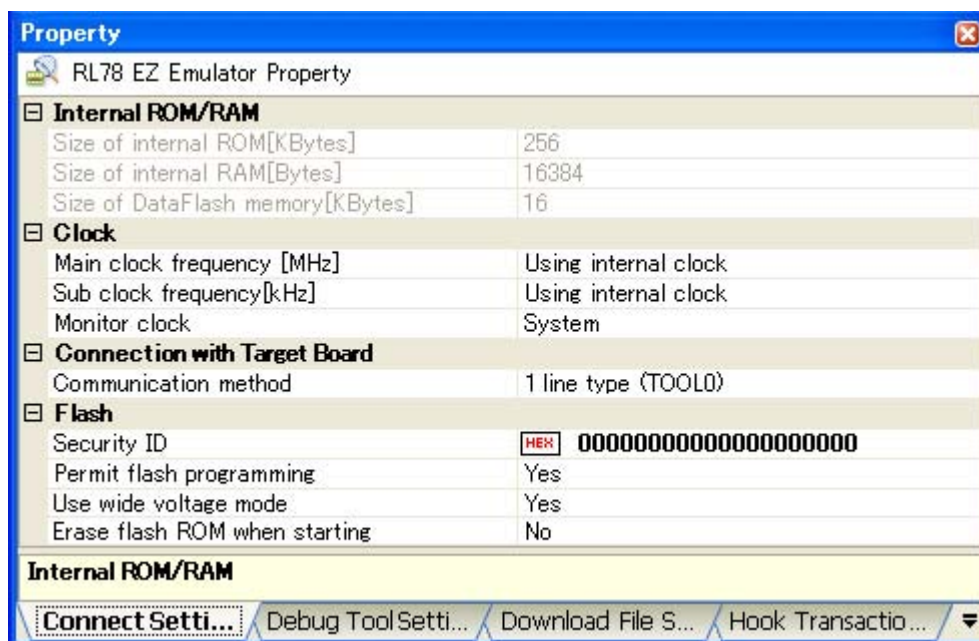 Property
RL78 EZ Emulator Property
Internal ROM/RAM
Size of internal ROM[KBytes] 256
Size of internal RAM[Bytes] 16384
Size of DataFlash memory[KBytes] 16
Clock
Main clock frequency [MHz] Using internal clock
Sub clock frequency[kHz] Using internal clock
Monitor clock System
Connection with Target Board
Communication method 1 line type (TOOL0)
Flash
Security ID HEX 00000000000000000000
Permit flash programming Yes
Use wide voltage mode Yes
Erase flash ROM when starting No
Internal ROM/RAM
Connect Setti... Debug Tool Setti... Download File S... Hook Transactio...